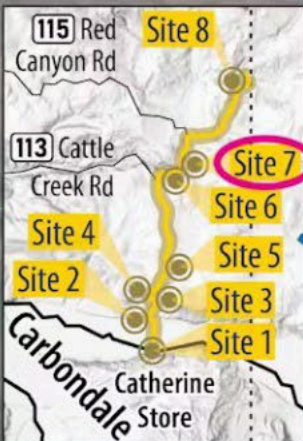 115 Red
Canyon Rd
Site 8
113 Cattle
Creek Rd
Site 7
Site 6
Site 4
Site 5
Site 2
Site 3
Site 1
Carbondale
Catherine
Store